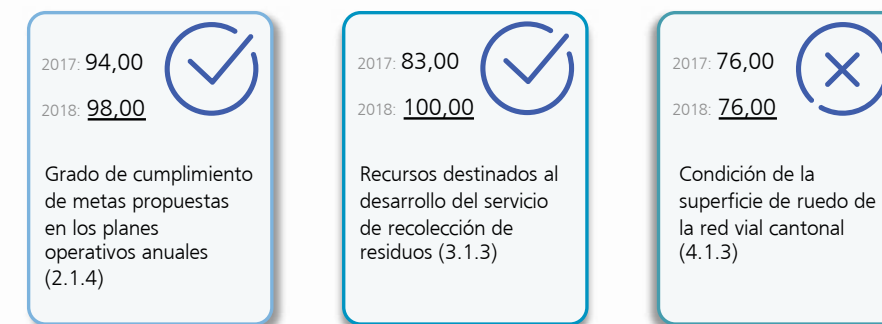 2017: 94,00
2018: 98,00
Grado de cumplimiento
de metas propuestas
en los planes
operativos anuales
(2.1.4)
2017: 83,00
2018: 100,00
Recursos destinados al
desarrollo del servicio
de recolección de
residuos (3.1.3)
2017: 76,00
2018: 76,00
Condición de la
superficie de ruedo de
la red vial cantonal
(4.1.3)